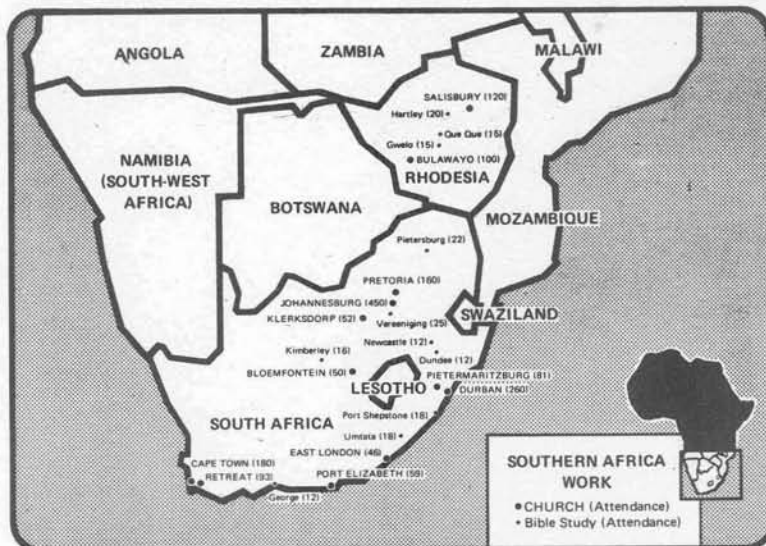 ANGOLA
ZAMBIA
MALAWI
SALISBURY (120)
Hartley (20)
Que Que (15)
Gwelo (15)
BULAWAYO (100)
RHODESIA
NAMIBIA
(SOUTH-WEST
AFRICA)
BOTSWANA
MOZAMBIQUE
Pietersburg (22)
PRETORIA (160)
JOHANNESBURG (450)
KLERKSDORP (52)
SWAZILAND
Vereeniging (25)
Newcastle (12)
Kimberley (16)
Dundee (12)
BLOEMFONTEIN (50)
LESOTHO
PIETERMARITZBURG (81)
DURBAN (260)
Port Shepstone (18)
SOUTH AFRICA
Umtata (18)
EAST LONDON (46)
CAPE TOWN (180)
RETREAT (93)
PORT ELIZABETH (59)
George (12)
SOUTHERN AFRICA
WORK
● CHURCH (Attendance)
• Bible Study (Attendance)